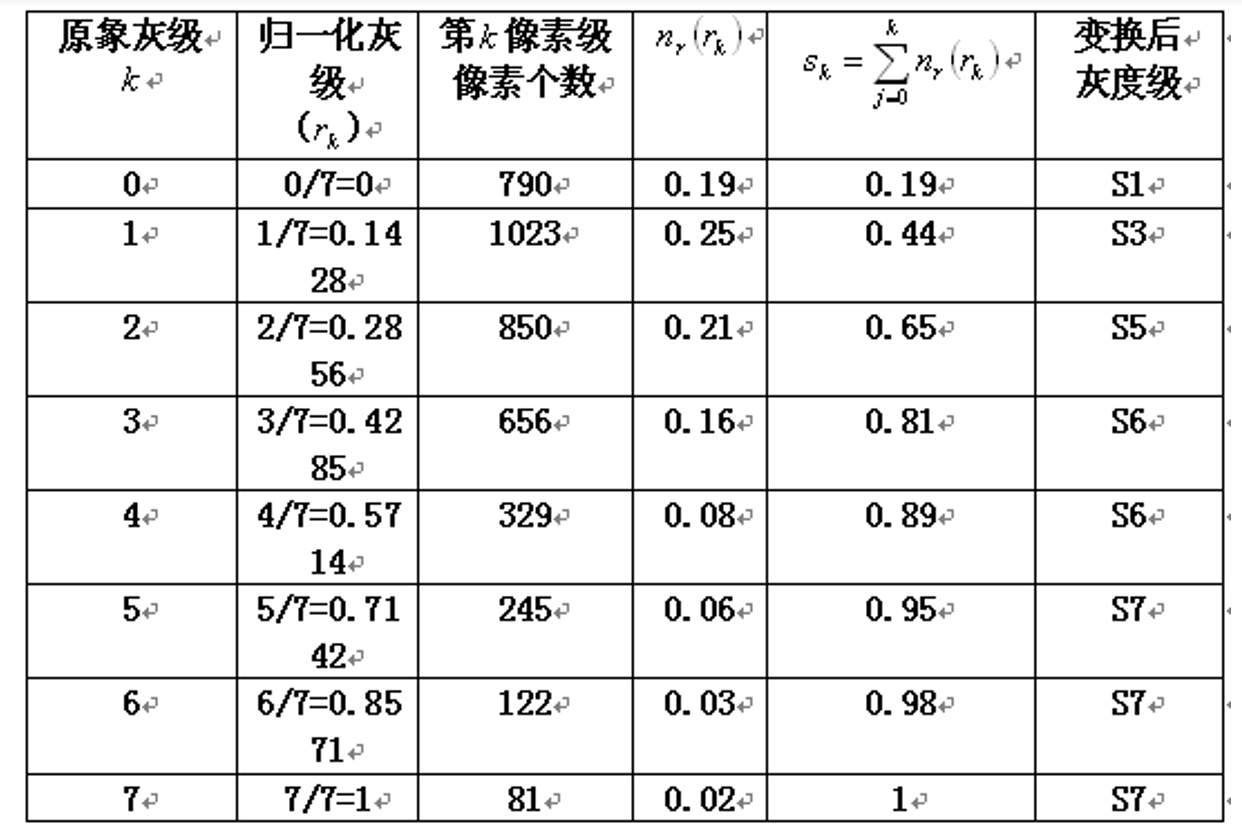 原象灰级 k
归一化灰级 (r_k)
第k像素级像素个数
n_r(r_k)
s_k = \sum_{j=0}^{k} n_r(r_k)
变换后灰度级
0 0/7=0 790 0.19 0.19 S1
1 1/7=0.1428 1023 0.25 0.44 S3
2 2/7=0.2856 850 0.21 0.65 S5
3 3/7=0.4285 656 0.16 0.81 S6
4 4/7=0.5714 329 0.08 0.89 S6
5 5/7=0.7142 245 0.06 0.95 S7
6 6/7=0.8571 122 0.03 0.98 S7
7 7/7=1 81 0.02 1 S7